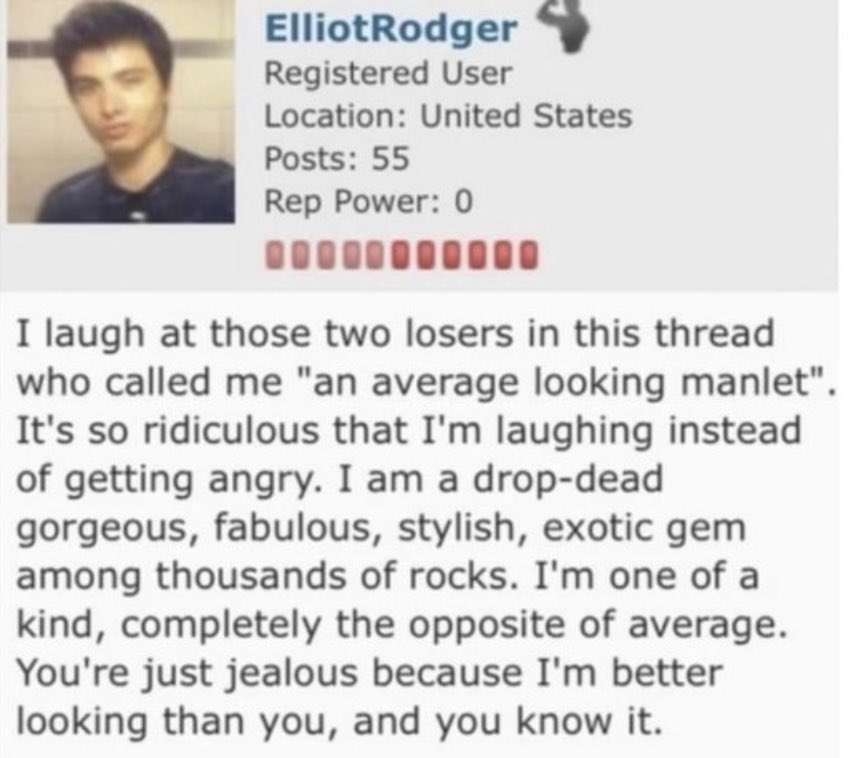 ElliotRodger
Registered User
Location: United States
Posts: 55
Rep Power: 0
I laugh at those two losers in this thread
who called me "an average looking manlet".
It's so ridiculous that I'm laughing instead
of getting angry. I am a drop-dead
gorgeous, fabulous, stylish, exotic gem
among thousands of rocks. I'm one of a
kind, completely the opposite of average.
You're just jealous because I'm better
looking than you, and you know it.